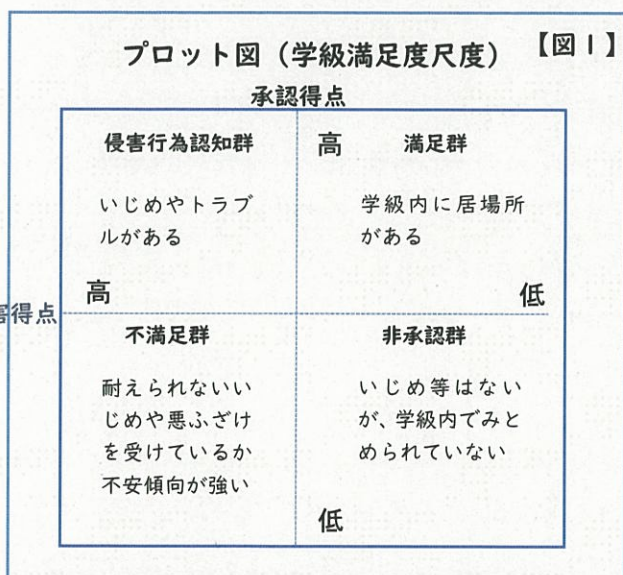 プロット図(学級満足度尺度)
【図1】
承認得点
侵害行為認知群
高
満足群
いじめやトラブ
ルがある
学級内に居場所
がある
高
低
害得点
不満足群
非承認群
耐えられないい
じめや悪ふざけ
を受けているか
不安傾向が強い
いじめ等はない
が、学級内でみと
められていない
低